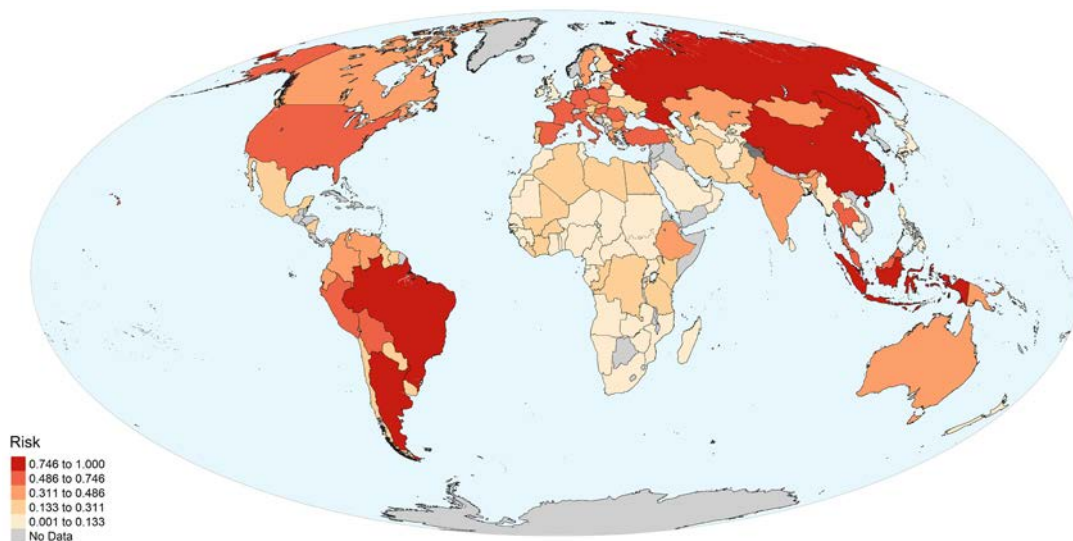 Risk
0.746 to 1.000
0.486 to 0.746
0.311 to 0.486
0.133 to 0.311
0.001 to 0.133
No Data